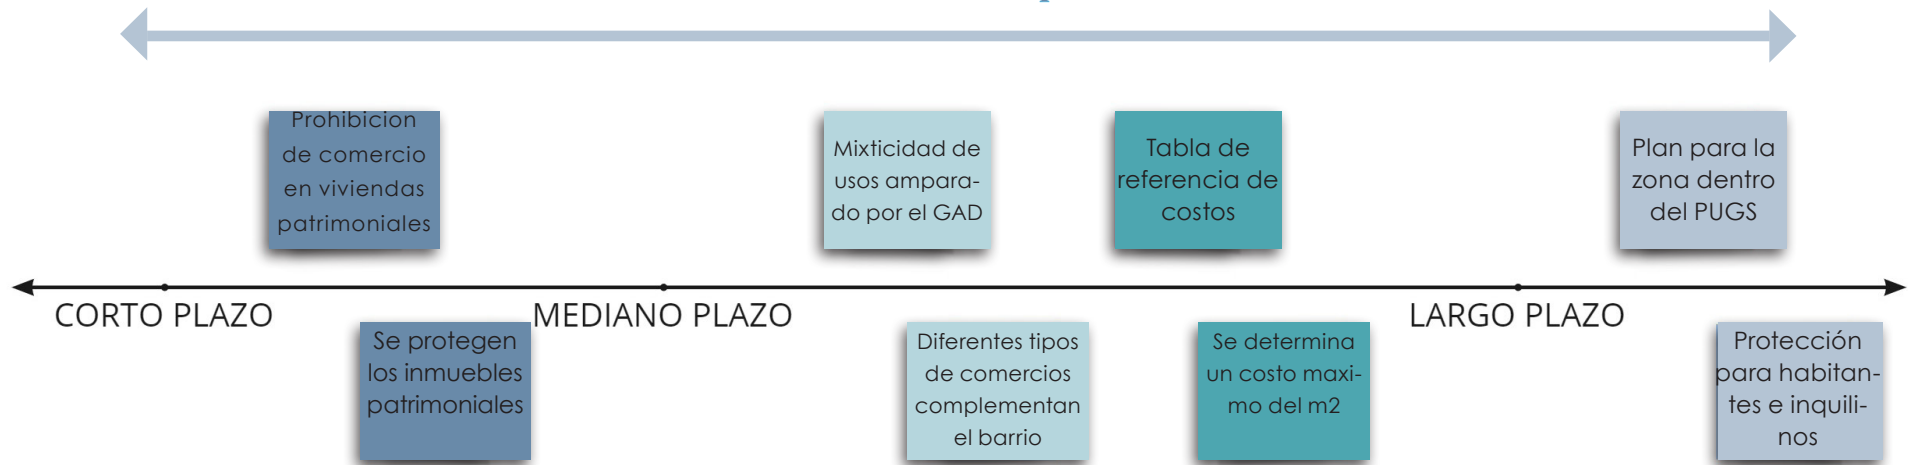 Prohibicion
de comercio
en viviendas
patrimoniales
Mixticidad de
usos ampara-
do por el GAD
Tabla de
referencia de
costos
Plan para la
zona dentro
del PUGS
CORTO PLAZO
MEDIANO PLAZO
LARGO PLAZO
Se protegen
los inmuebles
patrimoniales
Diferentes tipos
de comercios
complementan
el barrio
Se determina
un costo maxi-
mo del m2
Protección
para habitan-
tes e inquili-
nos